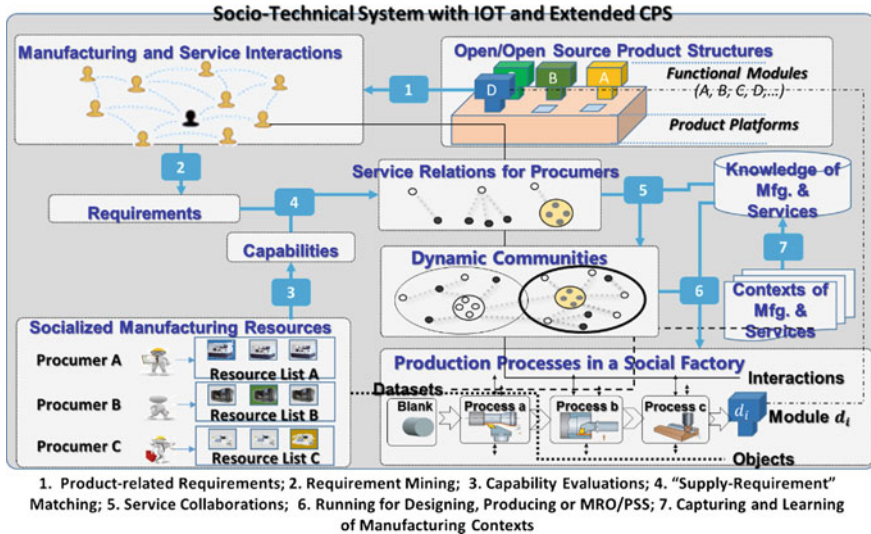 Socio-Technical System with IOT and Extended CPS
Manufacturing and Service Interactions
Open/Open Source Product Structures
Functional Modules
(A, B; C, D;...)
D
B
A
Product Platforms
1
2
Requirements
4
Service Relations for Procumers
5
Knowledge of
Mfg. &
Services
Capabilities
3
Dynamic Communities
6
7
Contexts of
Mfg. &
Services
Socialized Manufacturing Resources
Procumer A
Resource List A
Procumer B
Resource List B
Procumer C
Resource List C
Production Processes in a Social Factory
Interactions
Datasets
Blank
Process a
Process b
Process c
dᵢ
Module dᵢ
Objects
1. Product-related Requirements; 2. Requirement Mining; 3. Capability Evaluations; 4. “Supply-Requirement”
Matching; 5. Service Collaborations; 6. Running for Designing, Producing or MRO/PSS; 7. Capturing and Learning
of Manufacturing Contexts